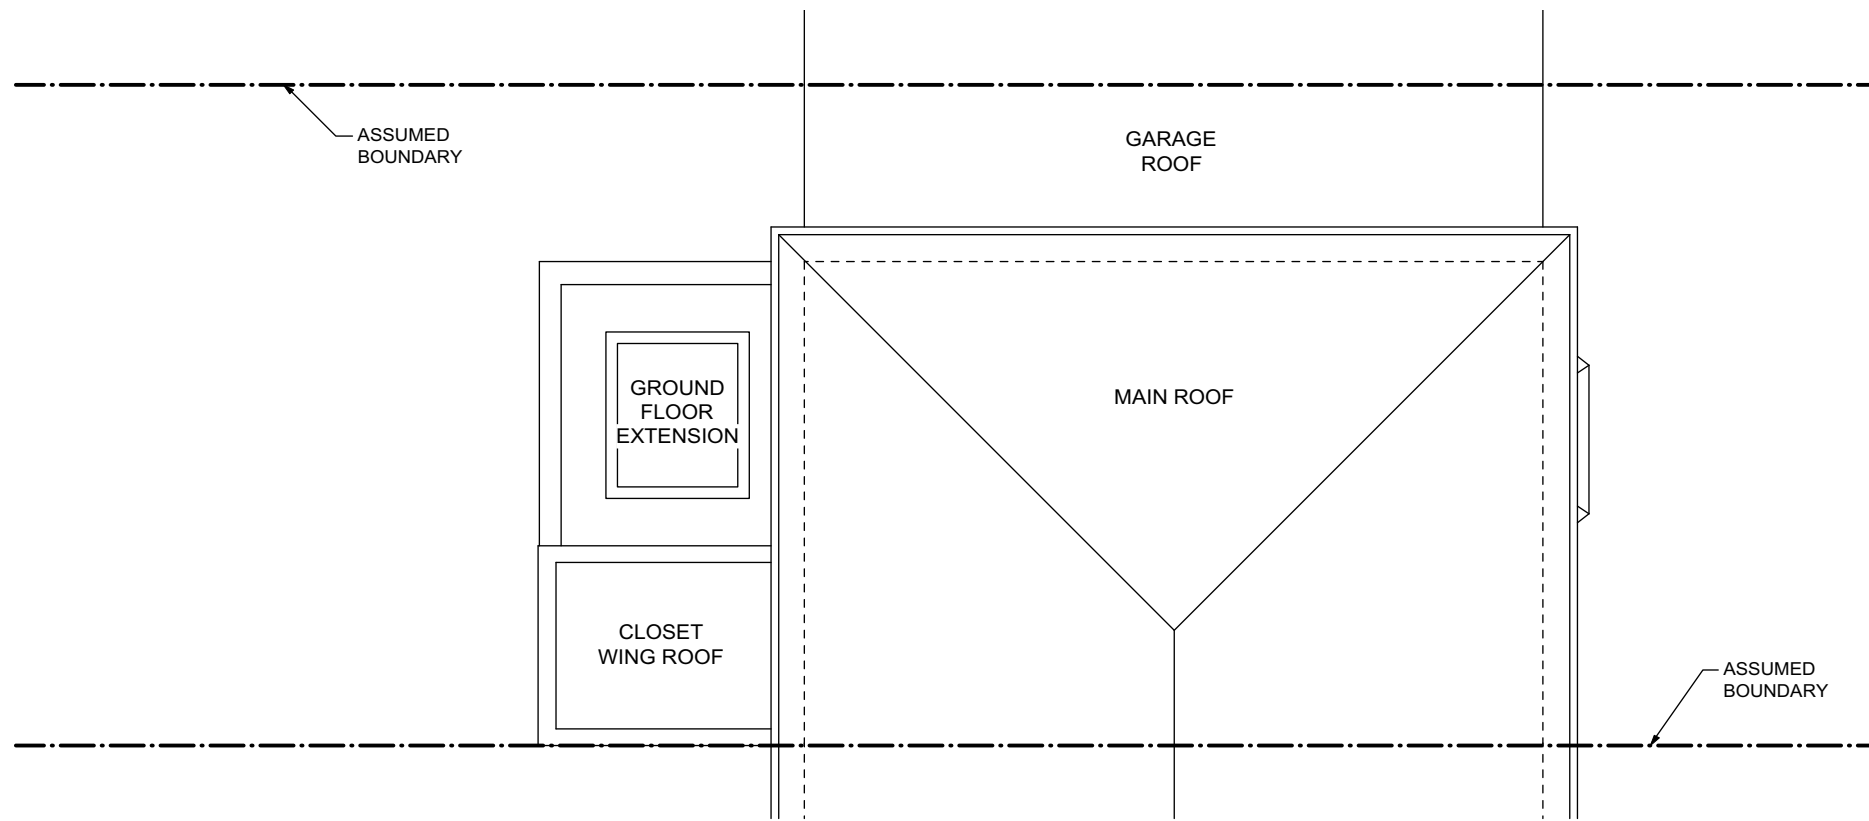 ASSUMED
BOUNDARY
GARAGE
ROOF
GROUND
FLOOR
EXTENSION
MAIN ROOF
CLOSET
WING ROOF
ASSUMED
BOUNDARY